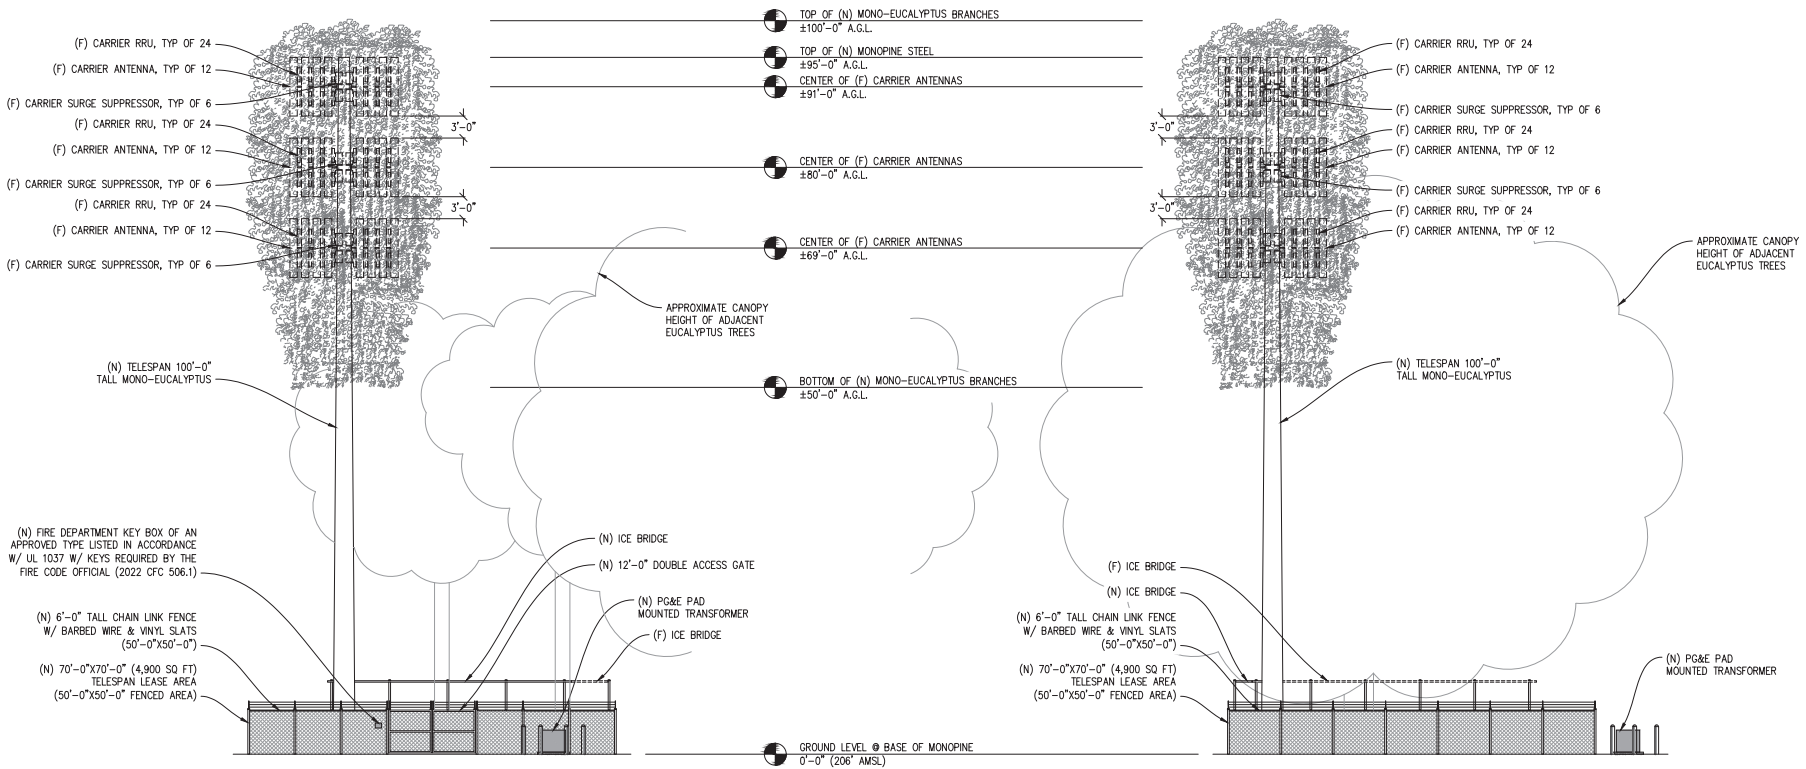 (F) CARRIER RRU, TYP OF 24
(F) CARRIER ANTENNA, TYP OF 12
(F) CARRIER SURGE SUPPRESSOR, TYP OF 6
(F) CARRIER RRU, TYP OF 24
(F) CARRIER ANTENNA, TYP OF 12
(F) CARRIER SURGE SUPPRESSOR, TYP OF 6
(F) CARRIER RRU, TYP OF 24
(F) CARRIER ANTENNA, TYP OF 12
(F) CARRIER SURGE SUPPRESSOR, TYP OF 6
3'-0"
3'-0"
(N) TELESPAN 100'-0"
TALL MONO-EUCALYPTUS
(N) FIRE DEPARTMENT KEY BOX OF AN
APPROVED TYPE LISTED IN ACCORDANCE
W/ UL 1037 W/ KEYS REQUIRED BY THE
FIRE CODE OFFICIAL (2022 CFC 506.1)
(N) 6'-0" TALL CHAIN LINK FENCE
W/ BARBED WIRE & VINYL SLATS
(50'-0"X50'-0")
(N) 70'-0"X70'-0" (4,900 SQ FT)
TELESPAN LEASE AREA
(50'-0"X50'-0" FENCED AREA)
APPROXIMATE CANOPY
HEIGHT OF ADJACENT
EUCALYPTUS TREES
(N) ICE BRIDGE
(N) 12'-0" DOUBLE ACCESS GATE
(N) PG&E PAD
MOUNTED TRANSFORMER
(F) ICE BRIDGE
TOP OF (N) MONO-EUCALYPTUS BRANCHES
±100'-0" A.G.L.
TOP OF (N) MONOPINE STEEL
±95'-0" A.G.L.
CENTER OF (F) CARRIER ANTENNAS
±91'-0" A.G.L.
CENTER OF (F) CARRIER ANTENNAS
±80'-0" A.G.L.
CENTER OF (F) CARRIER ANTENNAS
±69'-0" A.G.L.
BOTTOM OF (N) MONO-EUCALYPTUS BRANCHES
±50'-0" A.G.L.
GROUND LEVEL @ BASE OF MONOPINE
0'-0" (206' AMSL)
(F) CARRIER RRU, TYP OF 24
(F) CARRIER ANTENNA, TYP OF 12
(F) CARRIER SURGE SUPPRESSOR, TYP OF 6
(F) CARRIER RRU, TYP OF 24
(F) CARRIER ANTENNA, TYP OF 12
(F) CARRIER SURGE SUPPRESSOR, TYP OF 6
(F) CARRIER RRU, TYP OF 24
(F) CARRIER ANTENNA, TYP OF 12
3'-0"
3'-0"
APPROXIMATE CANOPY
HEIGHT OF ADJACENT
EUCALYPTUS TREES
(N) TELESPAN 100'-0"
TALL MONO-EUCALYPTUS
(F) ICE BRIDGE
(N) ICE BRIDGE
(N) 6'-0" TALL CHAIN LINK FENCE
W/ BARBED WIRE & VINYL SLATS
(50'-0"X50'-0")
(N) 70'-0"X70'-0" (4,900 SQ FT)
TELESPAN LEASE AREA
(50'-0"X50'-0" FENCED AREA)
(N) PG&E PAD
MOUNTED TRANSFORMER